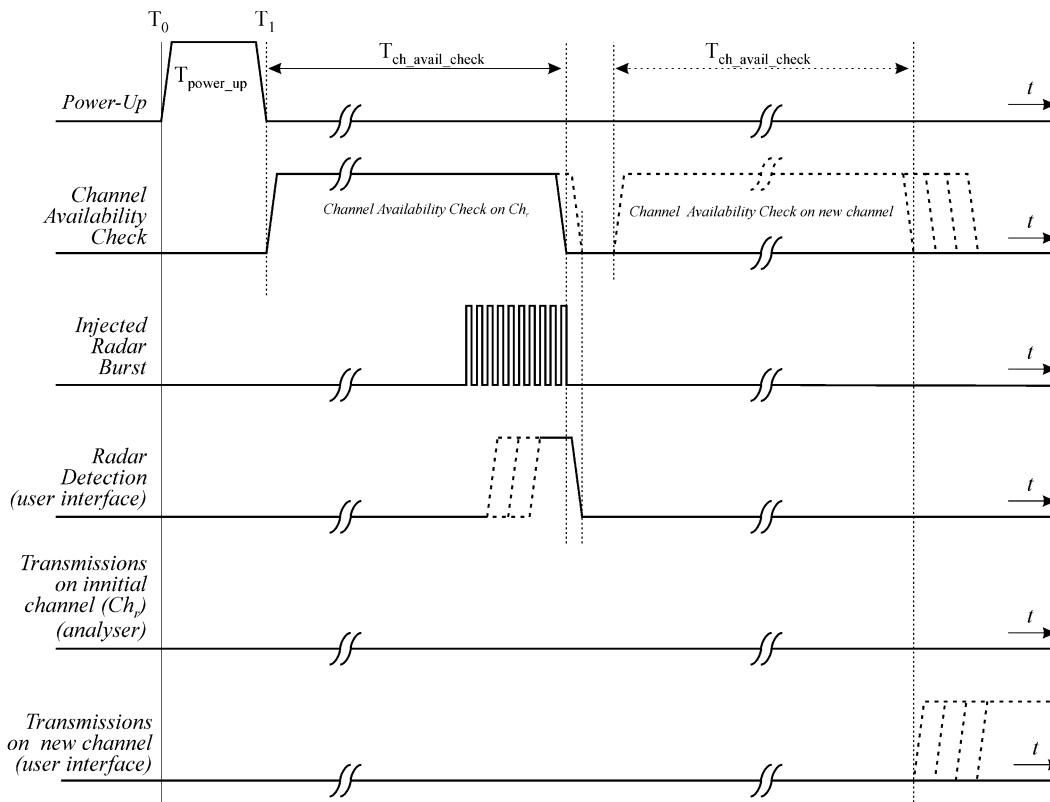 T0 T1
Tpower_up
Tch_avail_check
Tch_avail_check
Power-Up
t
Channel
Availability
Check
Channel Availability Check on Chr
Channel Availability Check on new channel
t
Injected
Radar
Burst
t
Radar
Detection
(user interface)
t
Transmissions
on innitial
channel (Chr)
(analyser)
t
Transmissions
on new channel
(user interface)
t